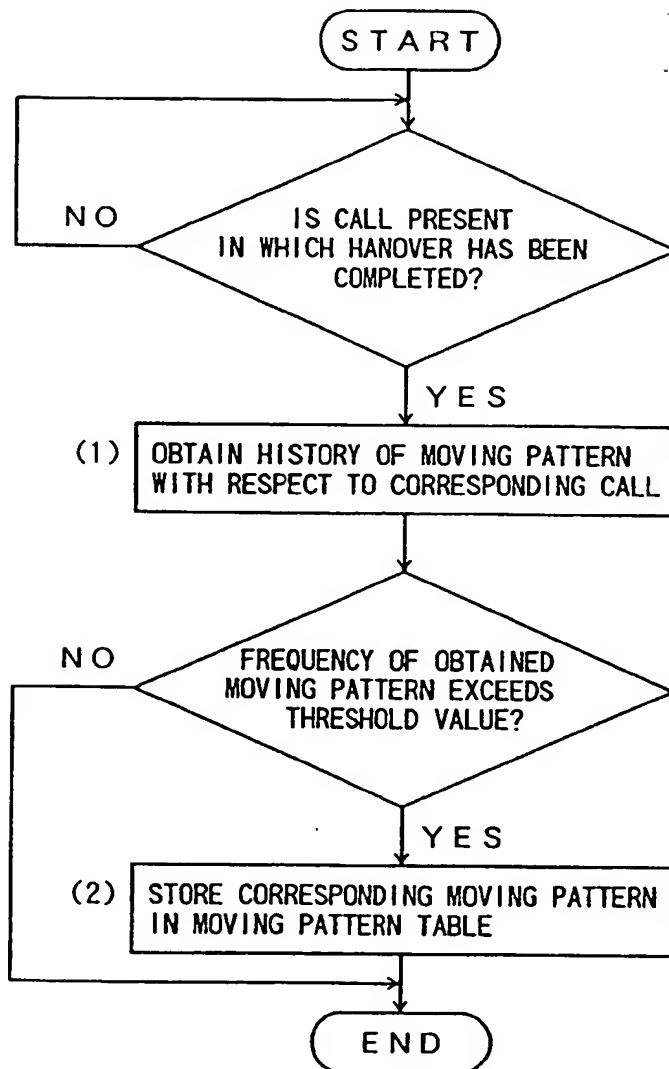 START
NO
IS CALL PRESENT
IN WHICH HANOVER HAS BEEN
COMPLETED?
YES
(1) OBTAIN HISTORY OF MOVING PATTERN
WITH RESPECT TO CORRESPONDING CALL
NO
FREQUENCY OF OBTAINED
MOVING PATTERN EXCEEDS
THRESHOLD VALUE?
YES
(2) STORE CORRESPONDING MOVING PATTERN
IN MOVING PATTERN TABLE
END